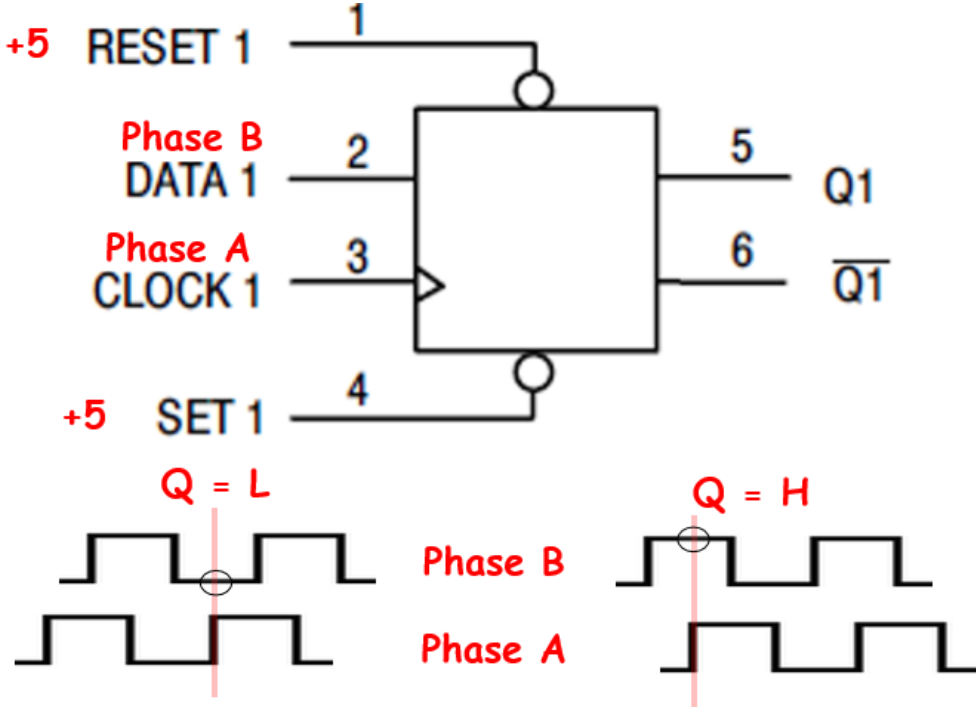 1
+5 RESET 1
Phase B
2
5
DATA 1
Q1
Phase A
3
6
CLOCK 1
Q̅1̅
4
+5 SET 1
Q = L
Q = H
Phase B
Phase A